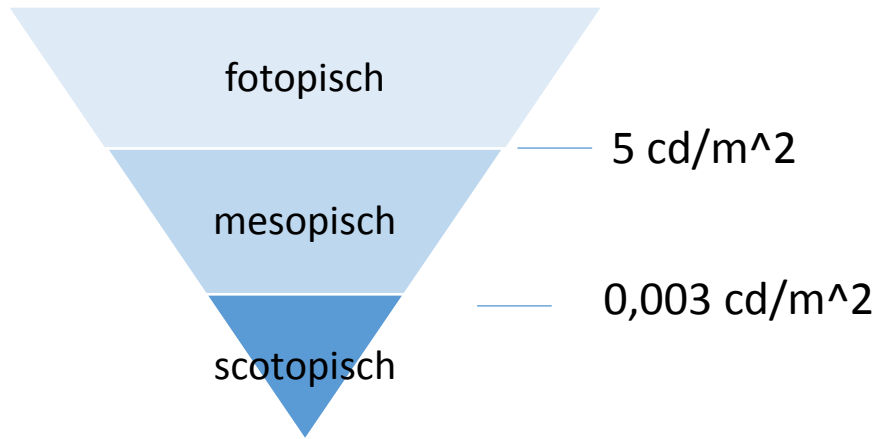 fotopisch
5 cd/m^2
mesopisch
0,003 cd/m^2
scotopisch